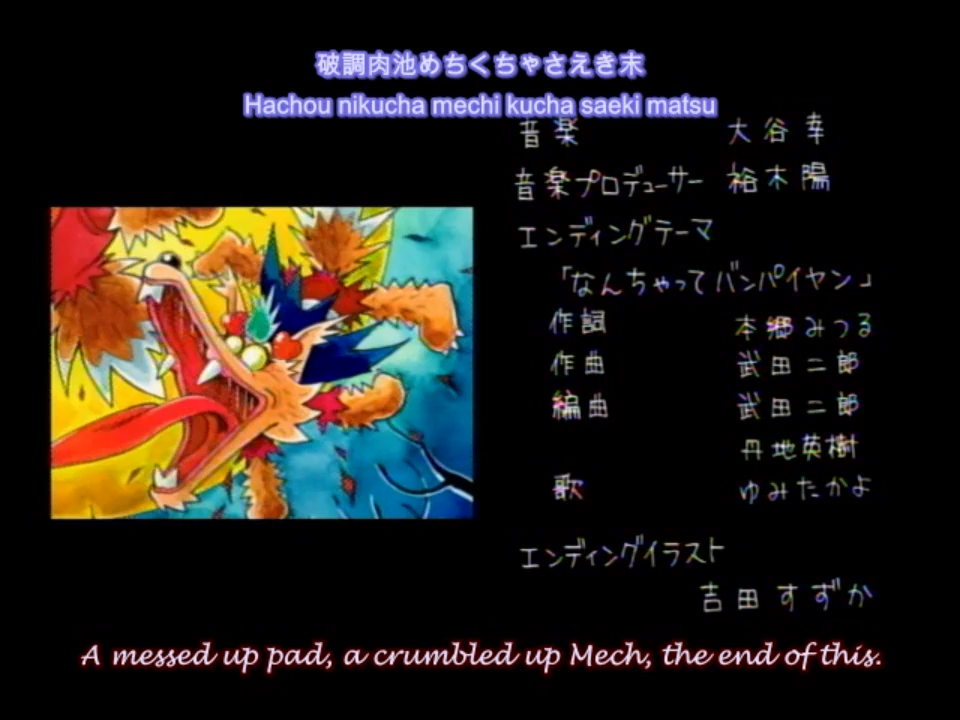 破調肉池めちくちゃさえき末
Hachou nikucha mechi kucha saeki matsu
音楽 大谷幸
音楽プロデューサー 裕木陽
エンディングテーマ
「なんちゃってバンパイヤン」
作詞 本郷みつる
作曲 武田二郎
編曲 武田二郎
丹地英樹
歌 ゆみたかよ
エンディングイラスト
吉田すずか
A messed up pad, a crumbled up Mech, the end of this.